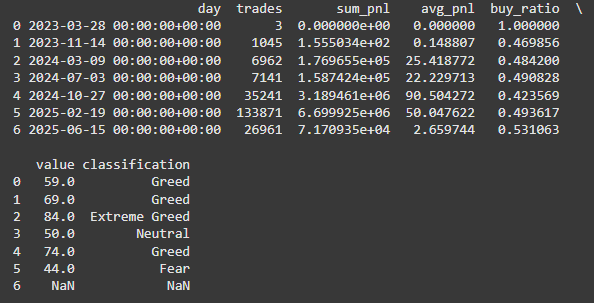 day trades sum_pnl avg_pnl buy_ratio \
0 2023-03-28 00:00:00+00:00 3 0.000000e+00 0.000000 1.000000
1 2023-11-14 00:00:00+00:00 1045 1.555034e+02 0.148807 0.469856
2 2024-03-09 00:00:00+00:00 6962 1.769655e+05 25.418772 0.484200
3 2024-07-03 00:00:00+00:00 7141 1.587424e+05 22.229713 0.490828
4 2024-10-27 00:00:00+00:00 35241 3.189461e+06 90.504272 0.423569
5 2025-02-19 00:00:00+00:00 133871 6.699925e+06 50.047622 0.493617
6 2025-06-15 00:00:00+00:00 26961 7.170935e+04 2.659744 0.531063
value classification
0 59.0 Greed
1 69.0 Greed
2 84.0 Extreme Greed
3 50.0 Neutral
4 74.0 Greed
5 44.0 Fear
6 NaN NaN